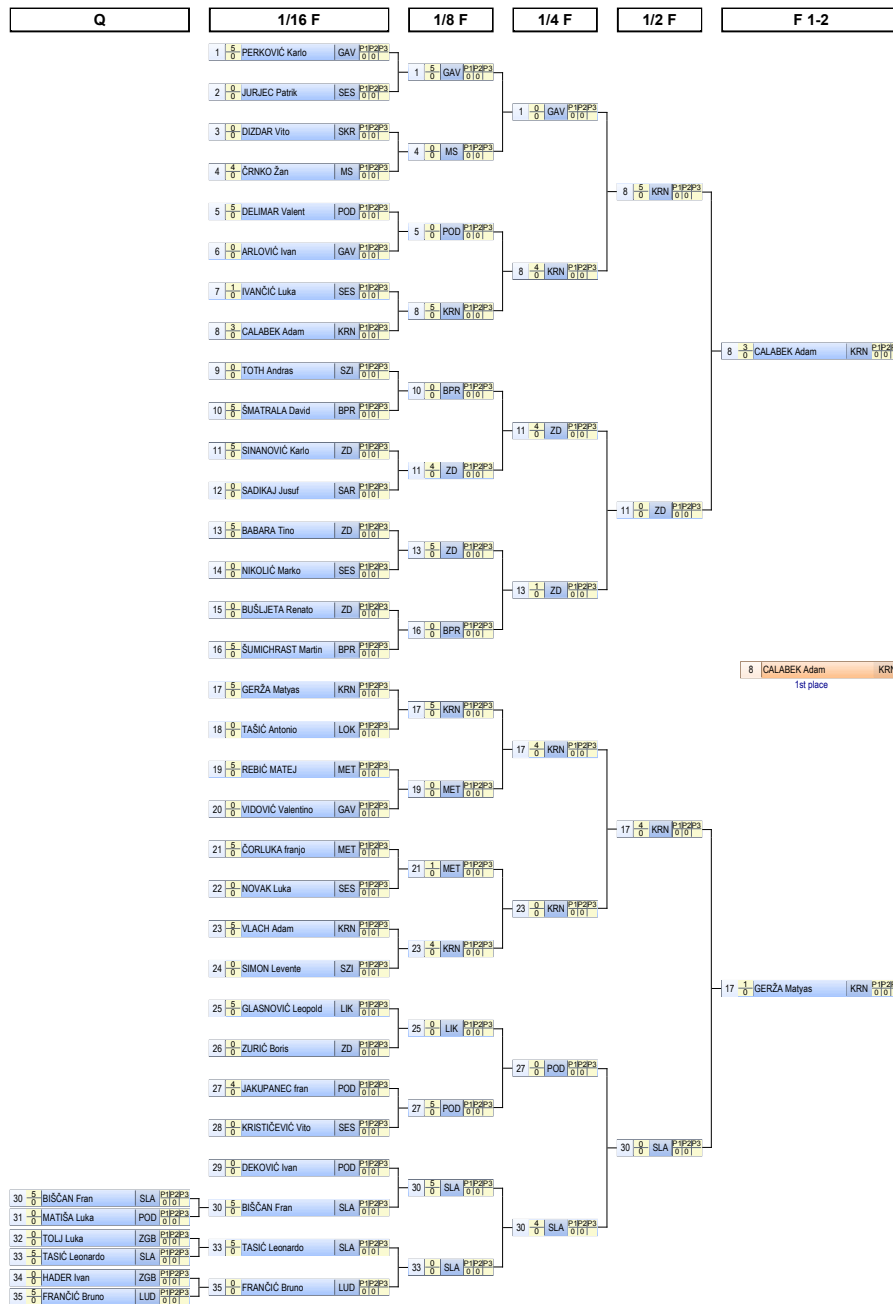 Q 1/16 F 1/8 F 1/4 F 1/2 F F 1-2
1 5 0 PERKOVIĆ Karlo GAV P1P2P3 0 0
1 5 0 GAV P1P2P3 0 0
2 0 0 JURJEC Patrik SES P1P2P3 0 0
1 0 0 GAV P1P2P3 0 0
3 0 0 DIZDAR Vito SKR P1P2P3 0 0
4 0 0 MS P1P2P3 0 0
4 4 0 ČRNKO Žan MS P1P2P3 0 0
8 5 0 KRN P1P2P3 0 0
5 5 0 DELIMAR Valent POD P1P2P3 0 0
5 0 0 POD P1P2P3 0 0
6 0 0 ARLOVIĆ Ivan GAV P1P2P3 0 0
8 4 0 KRN P1P2P3 0 0
7 1 0 IVANČIĆ Luka SES P1P2P3 0 0
8 5 0 KRN P1P2P3 0 0
8 3 0 CALABEK Adam KRN P1P2P3 0 0
8 3 0 CALABEK Adam KRN P1P2P 0 0
9 0 0 TOTH Andras SZI P1P2P3 0 0
10 0 0 BPR P1P2P3 0 0
10 5 0 ŠMATRALA David BPR P1P2P3 0 0
11 4 0 ZD P1P2P3 0 0
11 5 0 SINANOVIĆ Karlo ZD P1P2P3 0 0
11 4 0 ZD P1P2P3 0 0
12 0 0 SADIKAJ Jusuf SAR P1P2P3 0 0
11 0 0 ZD P1P2P3 0 0
13 5 0 BABARA Tino ZD P1P2P3 0 0
13 5 0 ZD P1P2P3 0 0
14 0 0 NIKOLIĆ Marko SES P1P2P3 0 0
13 1 0 ZD P1P2P3 0 0
15 0 0 BUŠLJETA Renato ZD P1P2P3 0 0
16 0 0 BPR P1P2P3 0 0
16 5 0 ŠUMICHRAST Martin BPR P1P2P3 0 0
8 CALABEK Adam KRN
1st place
17 5 0 GERŽA Matyas KRN P1P2P3 0 0
17 5 0 KRN P1P2P3 0 0
18 0 0 TAŠIĆ Antonio LOK P1P2P3 0 0
17 4 0 KRN P1P2P3 0 0
19 5 0 REBIĆ MATEJ MET P1P2P3 0 0
19 0 0 MET P1P2P3 0 0
20 0 0 VIDOVIĆ Valentino GAV P1P2P3 0 0
17 4 0 KRN P1P2P3 0 0
21 5 0 ČORLUKA franjo MET P1P2P3 0 0
21 1 0 MET P1P2P3 0 0
22 0 0 NOVAK Luka SES P1P2P3 0 0
23 0 0 KRN P1P2P3 0 0
23 5 0 VLACH Adam KRN P1P2P3 0 0
23 4 0 KRN P1P2P3 0 0
24 0 0 SIMON Levente SZI P1P2P3 0 0
17 1 0 GERŽA Matyas KRN P1P2P 0 0
25 5 0 GLASNOVIĆ Leopold LIK P1P2P3 0 0
25 0 0 LIK P1P2P3 0 0
26 0 0 ZURIĆ Boris ZD P1P2P3 0 0
27 0 0 POD P1P2P3 0 0
27 4 0 JAKUPANEC fran POD P1P2P3 0 0
27 5 0 POD P1P2P3 0 0
28 0 0 KRISTIČEVIĆ Vito SES P1P2P3 0 0
30 0 0 SLA P1P2P3 0 0
29 0 0 DEKOVIĆ Ivan POD P1P2P3 0 0
30 5 0 SLA P1P2P3 0 0
30 5 0 BIŠČAN Fran SLA P1P2P3 0 0
30 5 0 BIŠČAN Fran SLA P1P2P3 0 0
31 0 0 MATIŠA Luka POD P1P2P3 0 0
30 4 0 SLA P1P2P3 0 0
32 0 0 TOLJ Luka ZGB P1P2P3 0 0
33 5 0 TASIĆ Leonardo SLA P1P2P3 0 0
33 5 0 TASIĆ Leonardo SLA P1P2P3 0 0
33 0 0 SLA P1P2P3 0 0
34 0 0 HADER Ivan ZGB P1P2P3 0 0
35 0 0 FRANČIĆ Bruno LUD P1P2P3 0 0
35 5 0 FRANČIĆ Bruno LUD P1P2P3 0 0